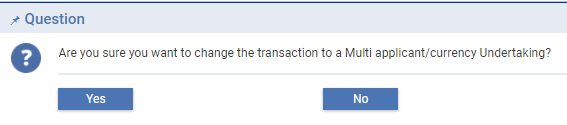 Question
Are you sure you want to change the transaction to a Multi applicant/currency Undertaking?
Yes No